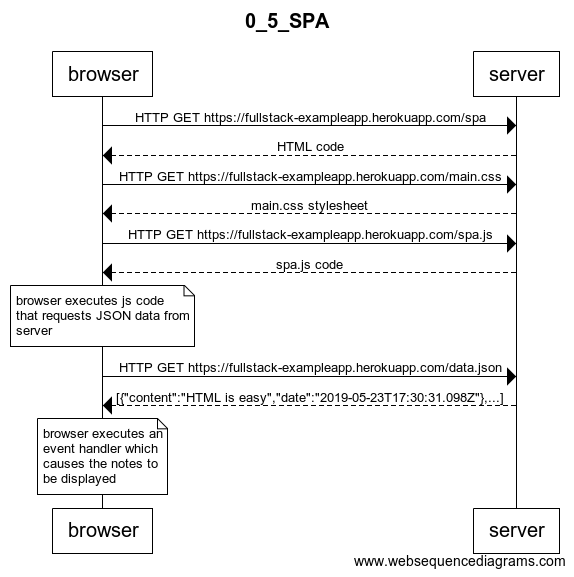 0_5_SPA
browser
server
HTTP GET https://fullstack-exampleapp.herokuapp.com/spa
HTML code
HTTP GET https://fullstack-exampleapp.herokuapp.com/main.css
main.css stylesheet
HTTP GET https://fullstack-exampleapp.herokuapp.com/spa.js
spa.js code
browser executes js code
that requests JSON data from
server
HTTP GET https://fullstack-exampleapp.herokuapp.com/data.json
[{"content":"HTML is easy","date":"2019-05-23T17:30:31.098Z"},...]
browser executes an
event handler which
causes the notes to
be displayed
browser
server
www.websequencediagrams.com